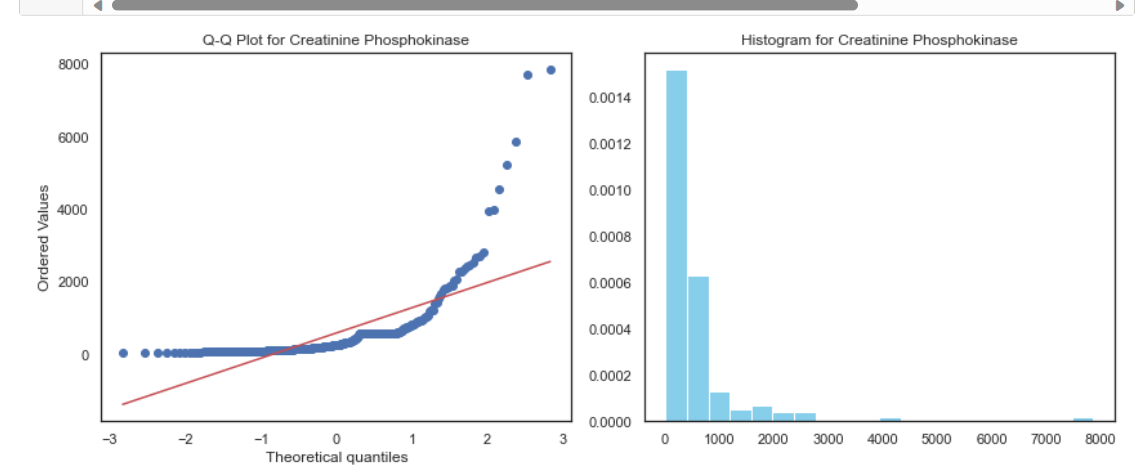 Q-Q Plot for Creatinine Phosphokinase
8000
6000
4000
2000
0
Ordered Values
−3 −2 −1 0 1 2 3
Theoretical quantiles
Histogram for Creatinine Phosphokinase
0.0014
0.0012
0.0010
0.0008
0.0006
0.0004
0.0002
0.0000
0 1000 2000 3000 4000 5000 6000 7000 8000